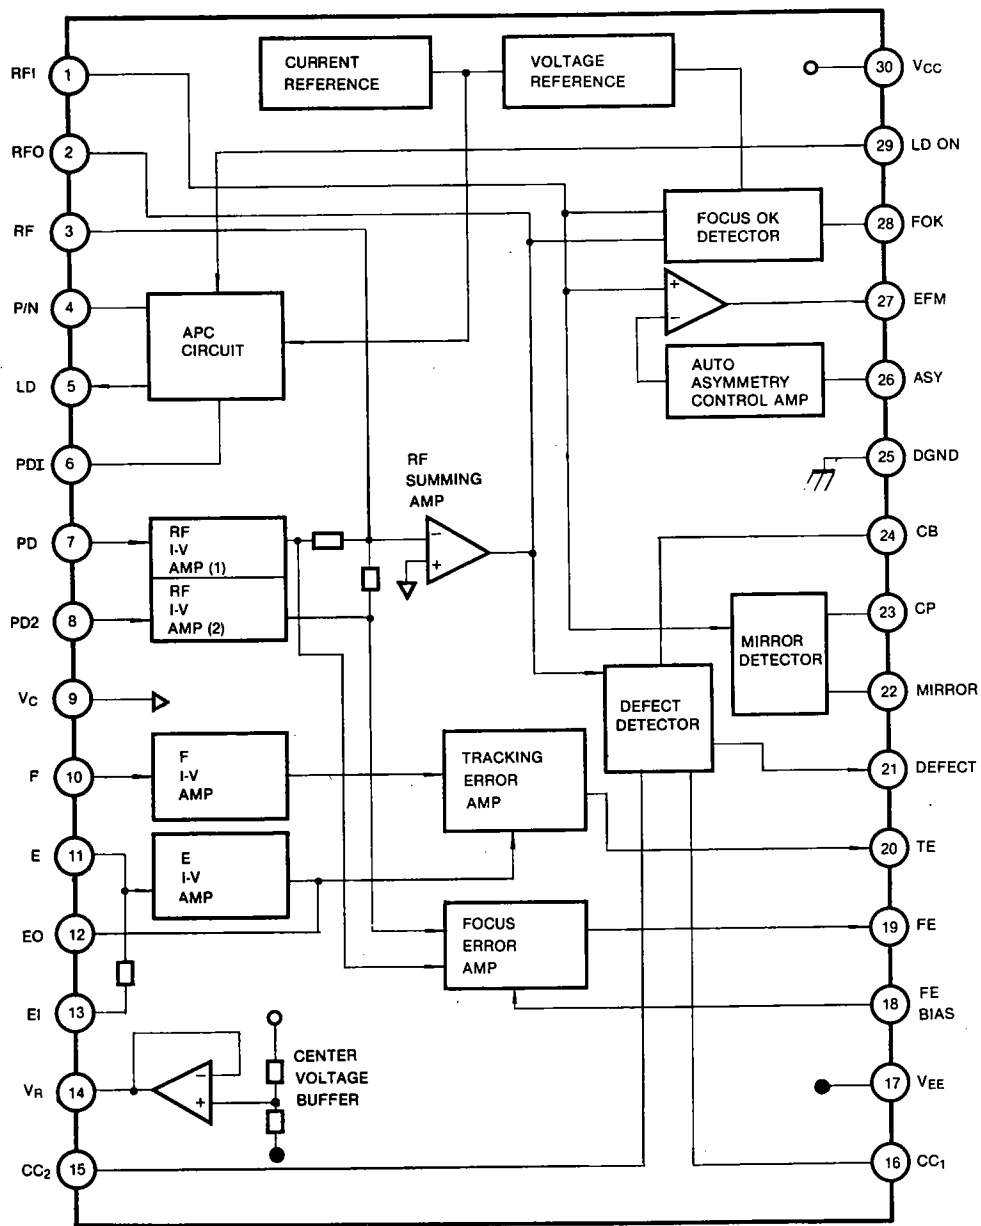 RFI
1
RFO
2
RF
3
P/N
4
LD
5
PDI
6
PD
7
PD2
8
VC
9
F
10
E
11
EO
12
EI
13
VR
14
CC2
15
CURRENT
REFERENCE
VOLTAGE
REFERENCE
APC
CIRCUIT
FOCUS OK
DETECTOR
+
−
AUTO
ASYMMETRY
CONTROL AMP
RF
SUMMING
AMP
−
+
RF
I-V
AMP (1)
RF
I-V
AMP (2)
MIRROR
DETECTOR
DEFECT
DETECTOR
F
I-V
AMP
TRACKING
ERROR
AMP
E
I-V
AMP
FOCUS
ERROR
AMP
−
+
CENTER
VOLTAGE
BUFFER
30
VCC
29
LD ON
28
FOK
27
EFM
26
ASY
25
DGND
24
CB
23
CP
22
MIRROR
21
DEFECT
20
TE
19
FE
18
FE
BIAS
17
VEE
16
CC1